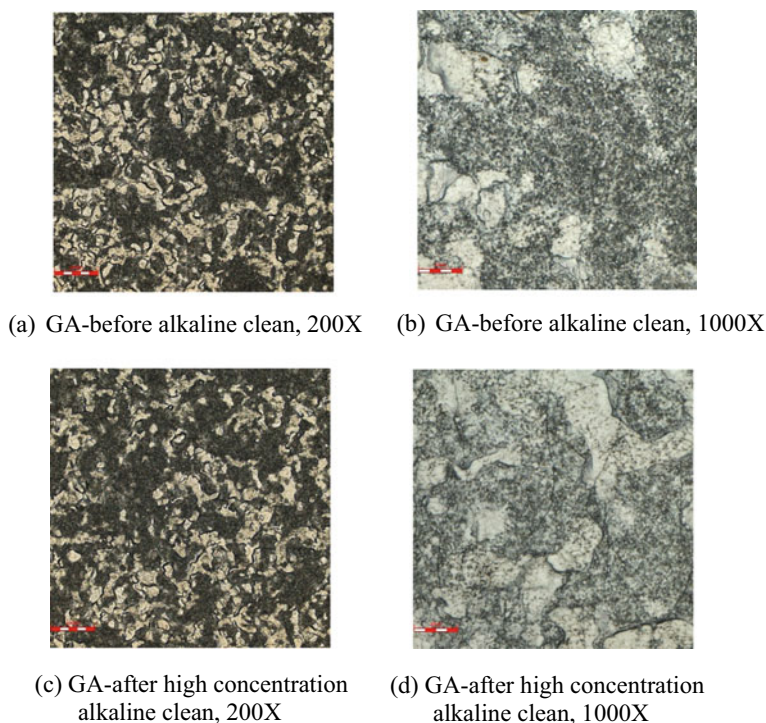 (a) GA-before alkaline clean, 200X
(b) GA-before alkaline clean, 1000X
(c) GA-after high concentration
alkaline clean, 200X
(d) GA-after high concentration
alkaline clean, 1000X